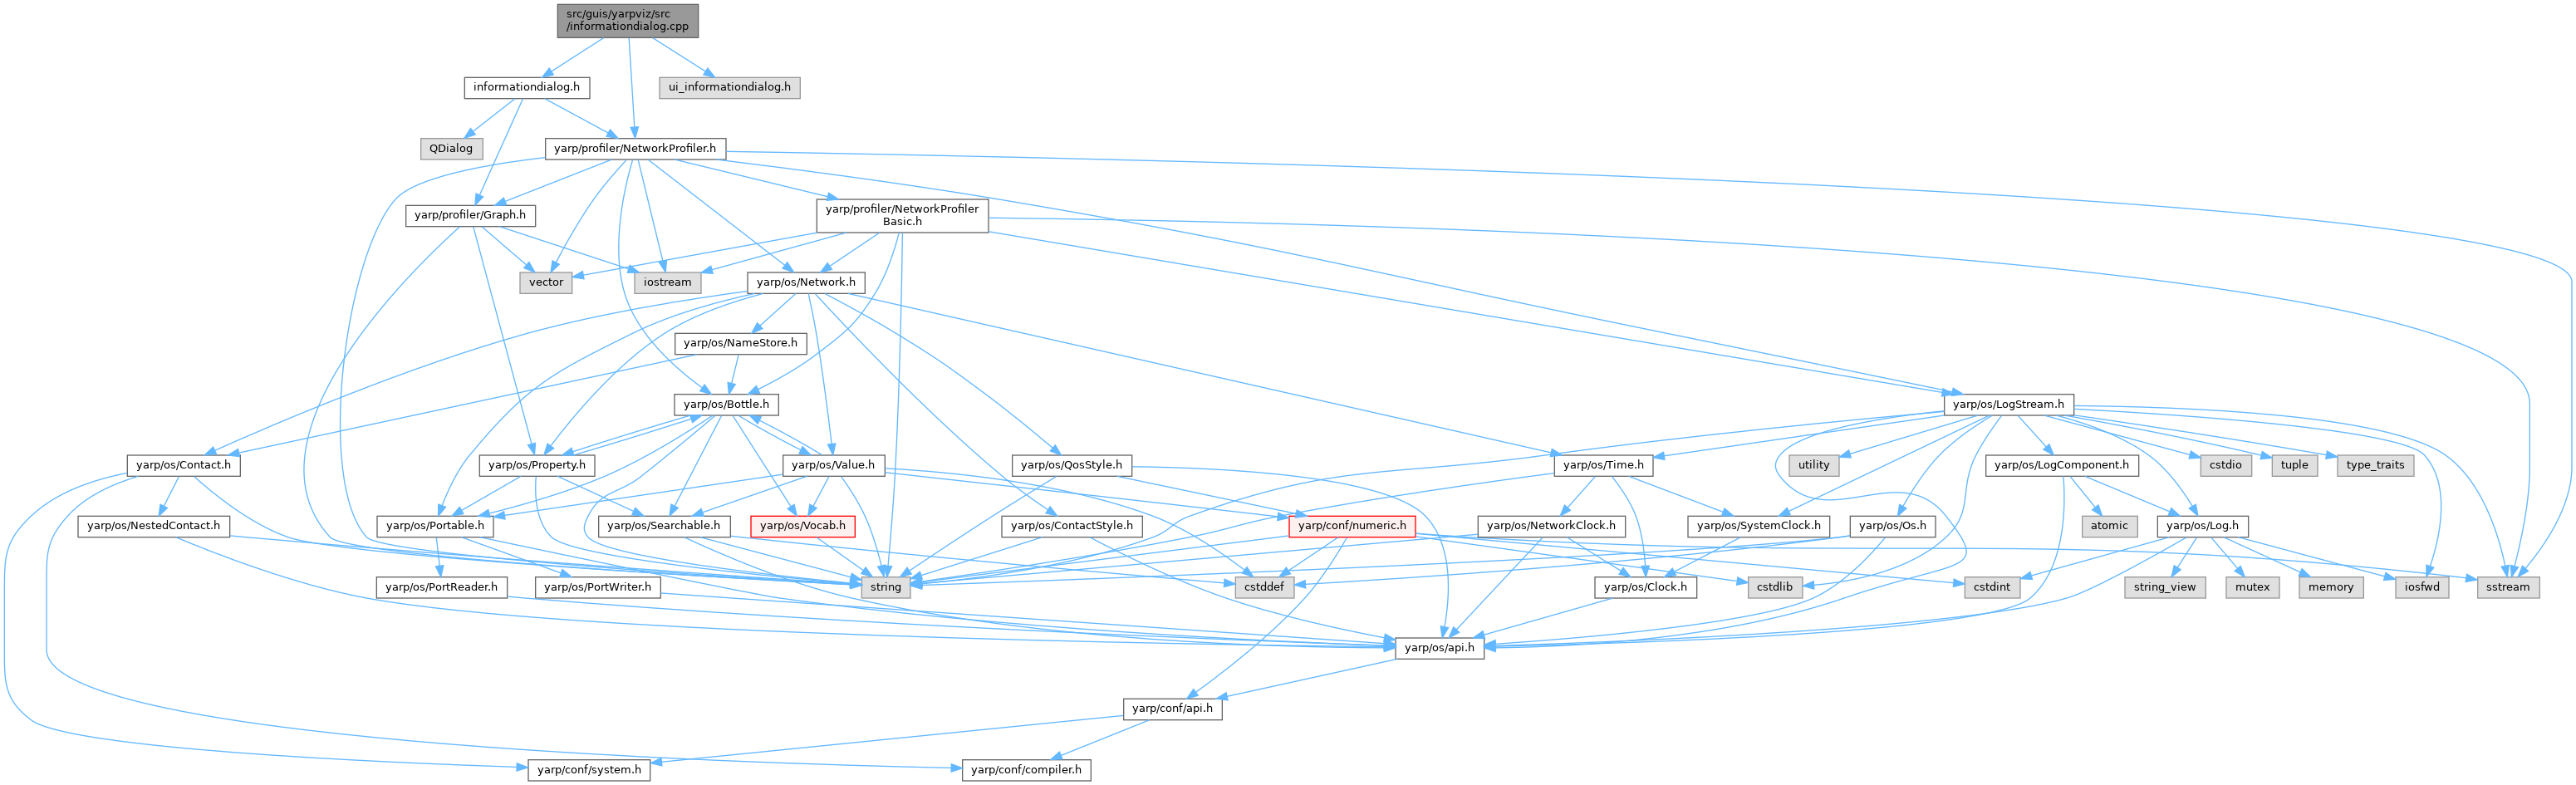 src/guis/yarpviz/src
/informationdialog.cpp
informationdialog.h
ui_informationdialog.h
QDialog
yarp/profiler/NetworkProfiler.h
yarp/profiler/Graph.h
yarp/profiler/NetworkProfiler
Basic.h
vector
iostream
yarp/os/Network.h
yarp/os/NameStore.h
yarp/os/Bottle.h
yarp/os/LogStream.h
yarp/os/Contact.h
yarp/os/Property.h
yarp/os/Value.h
yarp/os/QosStyle.h
yarp/os/Time.h
utility
yarp/os/LogComponent.h
cstdio
tuple
type_traits
yarp/os/NestedContact.h
yarp/os/Portable.h
yarp/os/Searchable.h
yarp/os/Vocab.h
yarp/os/ContactStyle.h
yarp/conf/numeric.h
yarp/os/NetworkClock.h
yarp/os/SystemClock.h
yarp/os/Os.h
atomic
yarp/os/Log.h
yarp/os/PortReader.h
yarp/os/PortWriter.h
string
cstddef
yarp/os/Clock.h
cstdlib
cstdint
string_view
mutex
memory
iosfwd
sstream
yarp/os/api.h
yarp/conf/api.h
yarp/conf/system.h
yarp/conf/compiler.h